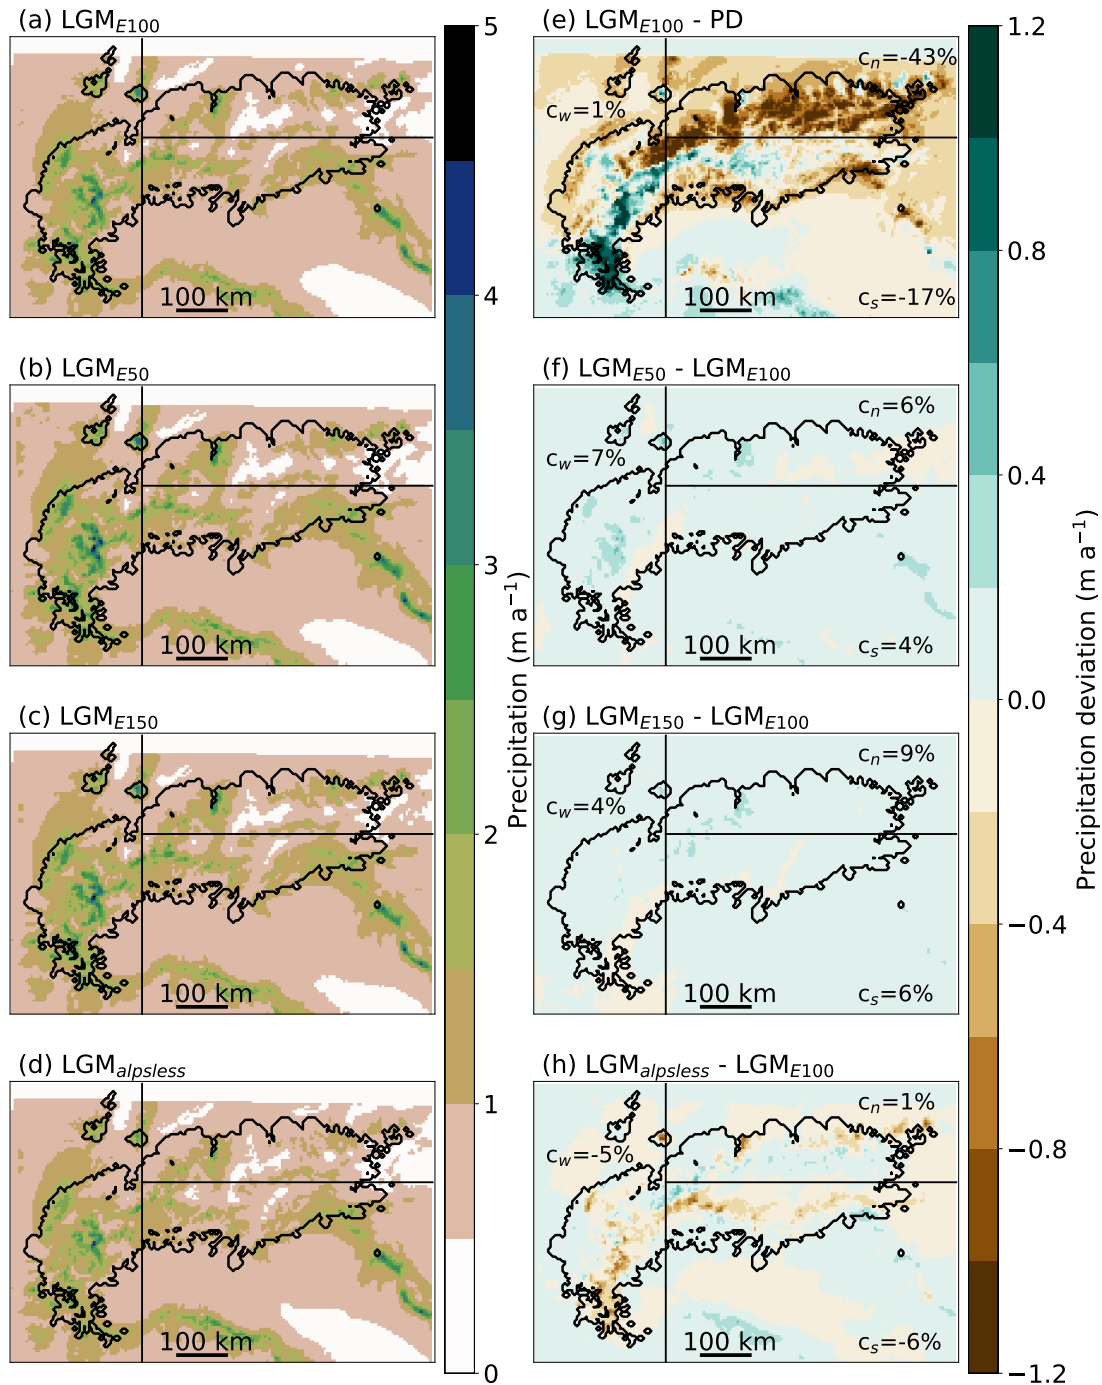 (a) LGM_E100
100 km
(b) LGM_E50
100 km
(c) LGM_E150
100 km
(d) LGM_alpsless
100 km
5
4
3
2
1
0
Precipitation (m a⁻¹)
(e) LGM_E100 - PD
c_n=-43%
c_w=1%
100 km
c_s=-17%
(f) LGM_E50 - LGM_E100
c_n=6%
c_w=7%
100 km
c_s=4%
(g) LGM_E150 - LGM_E100
c_n=9%
c_w=4%
100 km
c_s=6%
(h) LGM_alpsless - LGM_E100
c_n=1%
c_w=-5%
100 km
c_s=-6%
1.2
0.8
0.4
0.0
−0.4
−0.8
−1.2
Precipitation deviation (m a⁻¹)